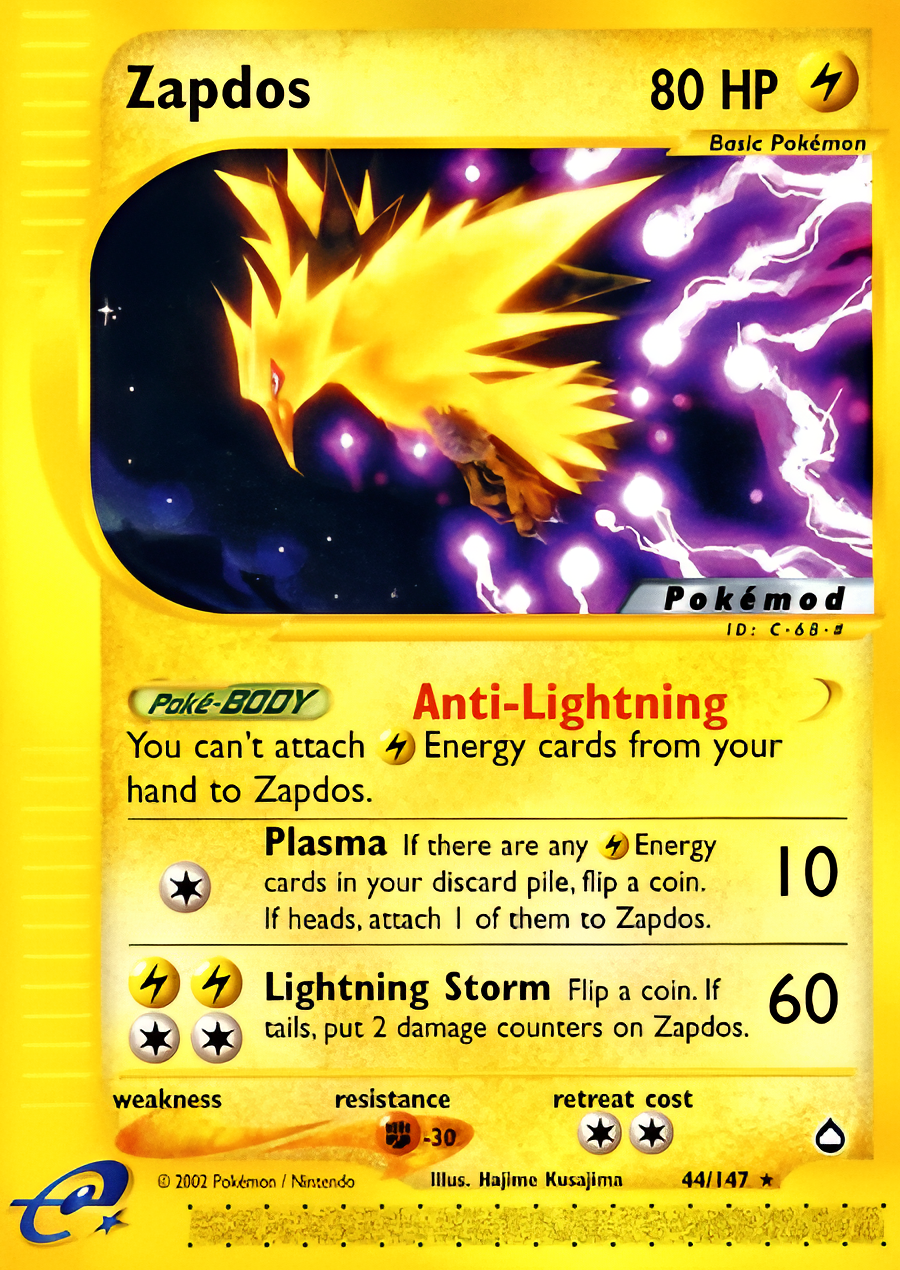 Zapdos 80 HP
Basic Pokémon
Pokémod
ID: C-68-#
Poké-BODY Anti-Lightning
You can't attach Energy cards from your
hand to Zapdos.
Plasma If there are any Energy
cards in your discard pile, flip a coin.
If heads, attach 1 of them to Zapdos.
10
Lightning Storm Flip a coin. If
tails, put 2 damage counters on Zapdos.
60
weakness resistance retreat cost
-30
© 2002 Pokémon / Nintendo Illus. Hajime Kusajima 44/147 ★